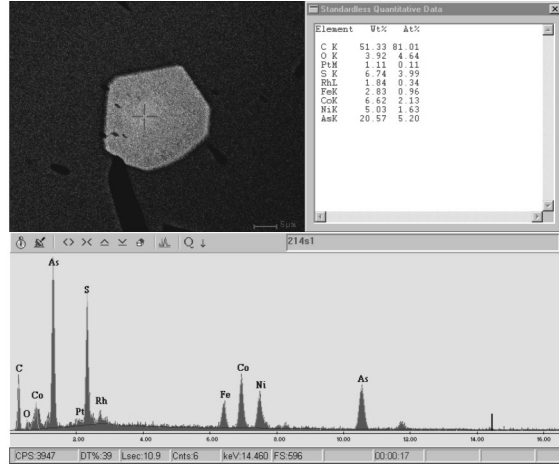 Standardless Quantitative Data
Element Wt% At%
C K 51.33 81.01
O K 3.92 4.64
PtM 1.11 0.11
S K 6.74 3.99
RhL 1.84 0.34
FeK 2.83 0.96
CoK 6.62 2.13
NiK 5.03 1.63
AsK 20.57 5.20
5µm
214s1
As
S
C
O
Co
Pt
Rh
Fe
Co
Ni
As
2.00 4.00 6.00 8.00 10.00 12.00 14.00 16.00
CPS:3947 DT%:39 Lsec:10.9 Cnts:6 keV:14.460 FS:596 00:00:17